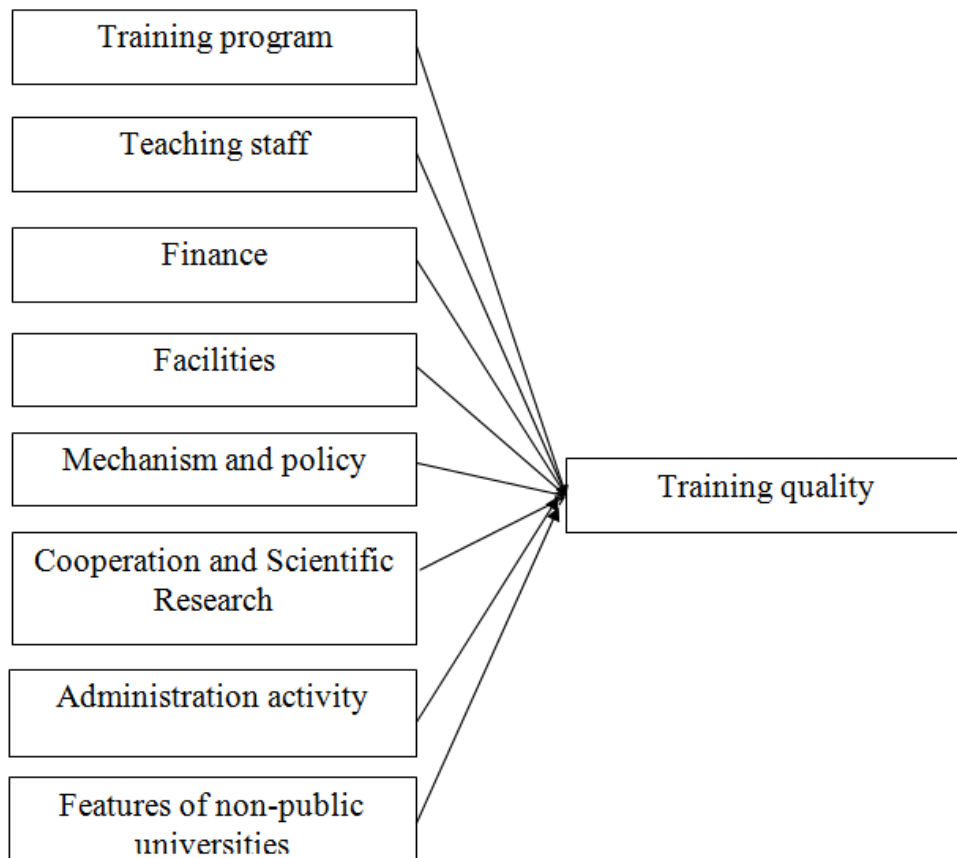 Training program
Teaching staff
Finance
Facilities
Mechanism and policy
Training quality
Cooperation and Scientific
Research
Administration activity
Features of non-public
universities